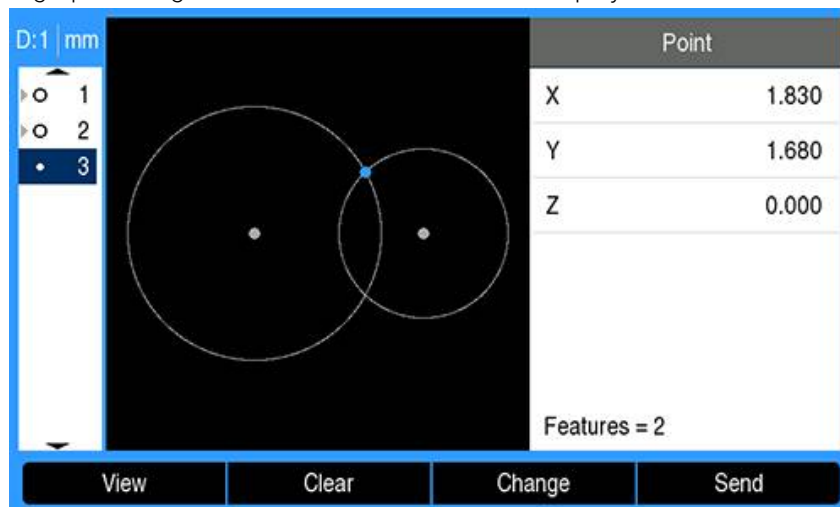 D:1 mm
1
2
3
Point
X 1.830
Y 1.680
Z 0.000
Features = 2
View Clear Change Send